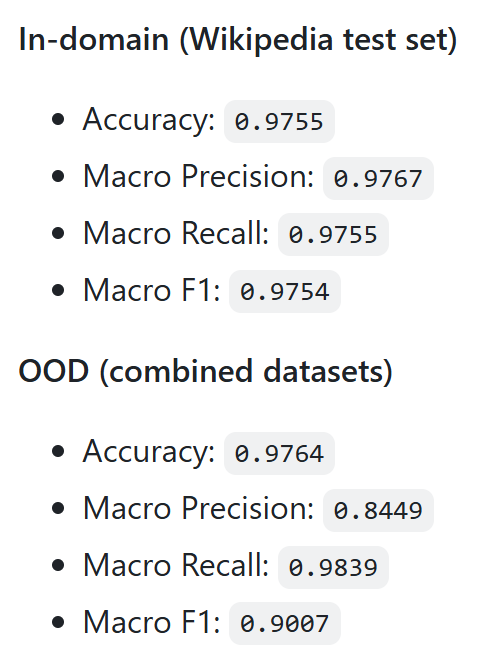 In-domain (Wikipedia test set)
• Accuracy: 0.9755
• Macro Precision: 0.9767
• Macro Recall: 0.9755
• Macro F1: 0.9754
OOD (combined datasets)
• Accuracy: 0.9764
• Macro Precision: 0.8449
• Macro Recall: 0.9839
• Macro F1: 0.9007